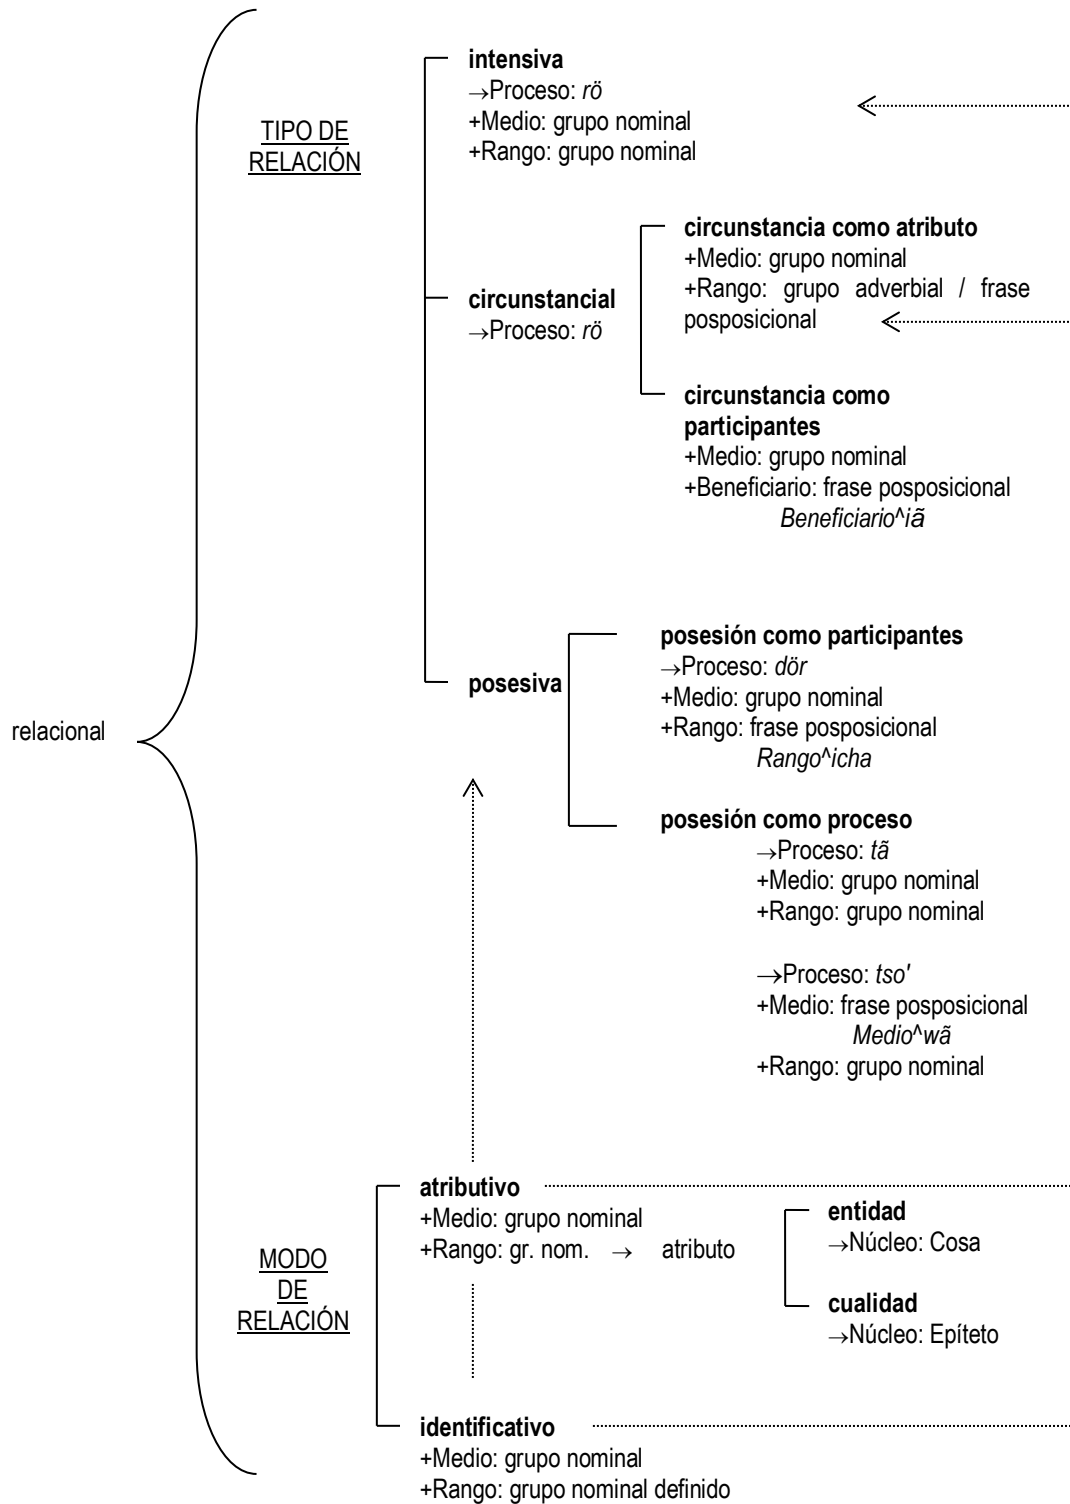 intensiva
→Proceso: rö
+Medio: grupo nominal
+Rango: grupo nominal
TIPO DE
RELACIÓN
circunstancial
→Proceso: rö
circunstancia como atributo
+Medio: grupo nominal
+Rango: grupo adverbial / frase
posposicional
circunstancia como
participantes
+Medio: grupo nominal
+Beneficiario: frase posposicional
Beneficiario^iã
posesiva
posesión como participantes
→Proceso: dör
+Medio: grupo nominal
+Rango: frase posposicional
Rango^icha
relacional
posesión como proceso
→Proceso: tã
+Medio: grupo nominal
+Rango: grupo nominal
→Proceso: tso'
+Medio: frase posposicional
Medio^wã
+Rango: grupo nominal
MODO
DE
RELACIÓN
atributivo
+Medio: grupo nominal
+Rango: gr. nom. → atributo
entidad
→Núcleo: Cosa
cualidad
→Núcleo: Epíteto
identificativo
+Medio: grupo nominal
+Rango: grupo nominal definido